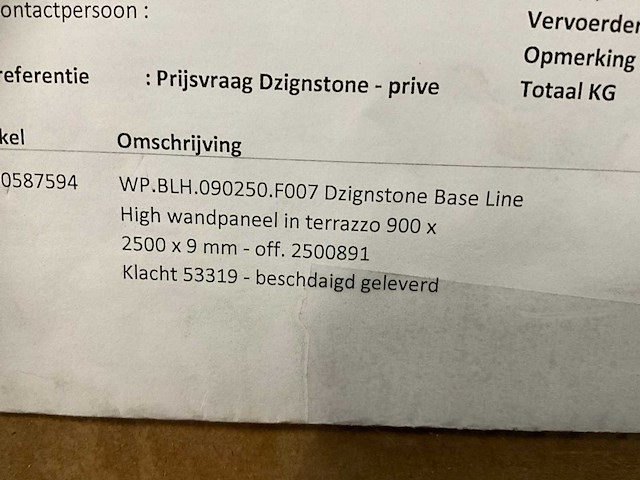 ontactpersoon :
Vervoerder
Opmerking
referentie : Prijsvraag Dzignstone - prive
Totaal KG
kel Omschrijving
0587594 WP.BLH.090250.F007 Dzignstone Base Line
High wandpaneel in terrazzo 900 x
2500 x 9 mm - off. 2500891
Klacht 53319 - beschdaigd geleverd